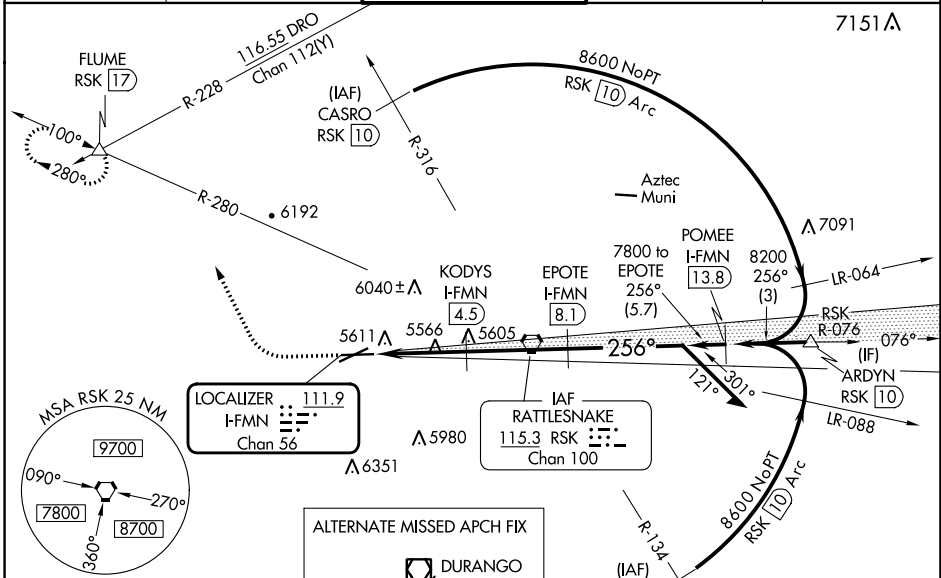 7151
116.55 DRO
Chan 112(Y)
R-228
FLUME
RSK 17
100°
280°
(IAF)
CASRO
RSK 10
R-316
8600 NoPT
RSK 10 Arc
Aztec
Muni
R-280
6192
7091
6040±
KODYS
I-FMN
4.5
EPOTE
I-FMN
8.1
7800 to
EPOTE
256°
(5.7)
POMEE
I-FMN
13.8
8200
256°
(3)
LR-064
RSK
R-076
076°
5611
5566
5605
256°
(IF)
ARDYN
RSK 10
301°
121°
LR-088
LOCALIZER 111.9
I-FMN
Chan 56
IAF
RATTLESNAKE
115.3 RSK
Chan 100
5980
6351
MSA RSK 25 NM
9700
090°
270°
7800
8700
360°
8600 NoPT
RSK 10 Arc
R-134
(IAF)
ALTERNATE MISSED APCH FIX
DURANGO